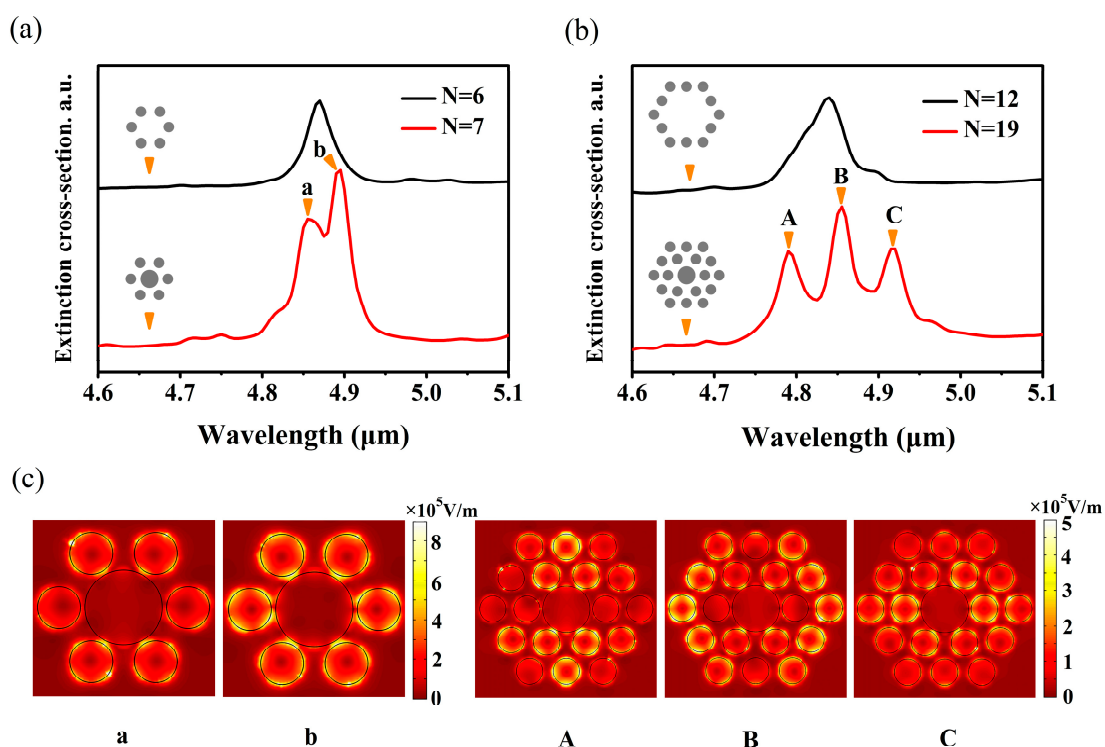 (a)
Extinction cross-section. a.u.
N=6
N=7
a
b
4.6 4.7 4.8 4.9 5.0 5.1
Wavelength (μm)
(b)
Extinction cross-section. a.u.
N=12
N=19
A
B
C
4.6 4.7 4.8 4.9 5.0 5.1
Wavelength (μm)
(c)
×10⁵V/m
8
6
4
2
0
×10⁵V/m
5
4
3
2
1
0
a b A B C